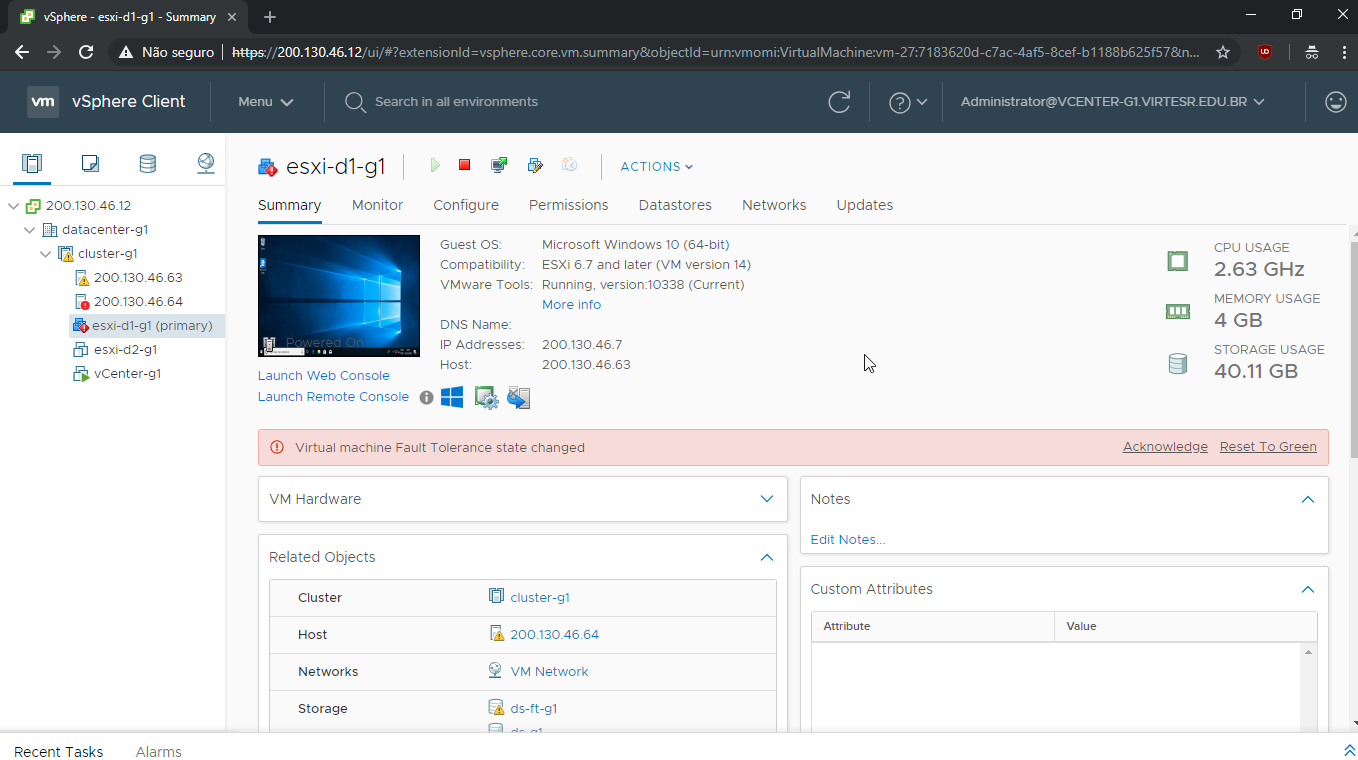 vSphere - esxi-d1-g1 - Summary
Não seguro
https://200.130.46.12/ui/#?extensionId=vsphere.core.vm.summary&objectId=urn:vmomi:VirtualMachine:vm-27:7183620d-c7ac-4af5-8cef-b1188b625f57&n...
vm vSphere Client
Menu
Search in all environments
Administrator@VCENTER-G1.VIRTESR.EDU.BR
200.130.46.12
datacenter-g1
cluster-g1
200.130.46.63
200.130.46.64
esxi-d1-g1 (primary)
esxi-d2-g1
vCenter-g1
esxi-d1-g1
ACTIONS
Summary
Monitor
Configure
Permissions
Datastores
Networks
Updates
Powered On
Launch Web Console
Launch Remote Console
Guest OS: Microsoft Windows 10 (64-bit)
Compatibility: ESXi 6.7 and later (VM version 14)
VMware Tools: Running, version:10338 (Current)
More info
DNS Name:
IP Addresses: 200.130.46.7
Host: 200.130.46.63
CPU USAGE
2.63 GHz
MEMORY USAGE
4 GB
STORAGE USAGE
40.11 GB
Virtual machine Fault Tolerance state changed
Acknowledge
Reset To Green
VM Hardware
Related Objects
Cluster cluster-g1
Host 200.130.46.64
Networks VM Network
Storage ds-ft-g1
ds-g1
Notes
Edit Notes...
Custom Attributes
Attribute Value
Recent Tasks
Alarms